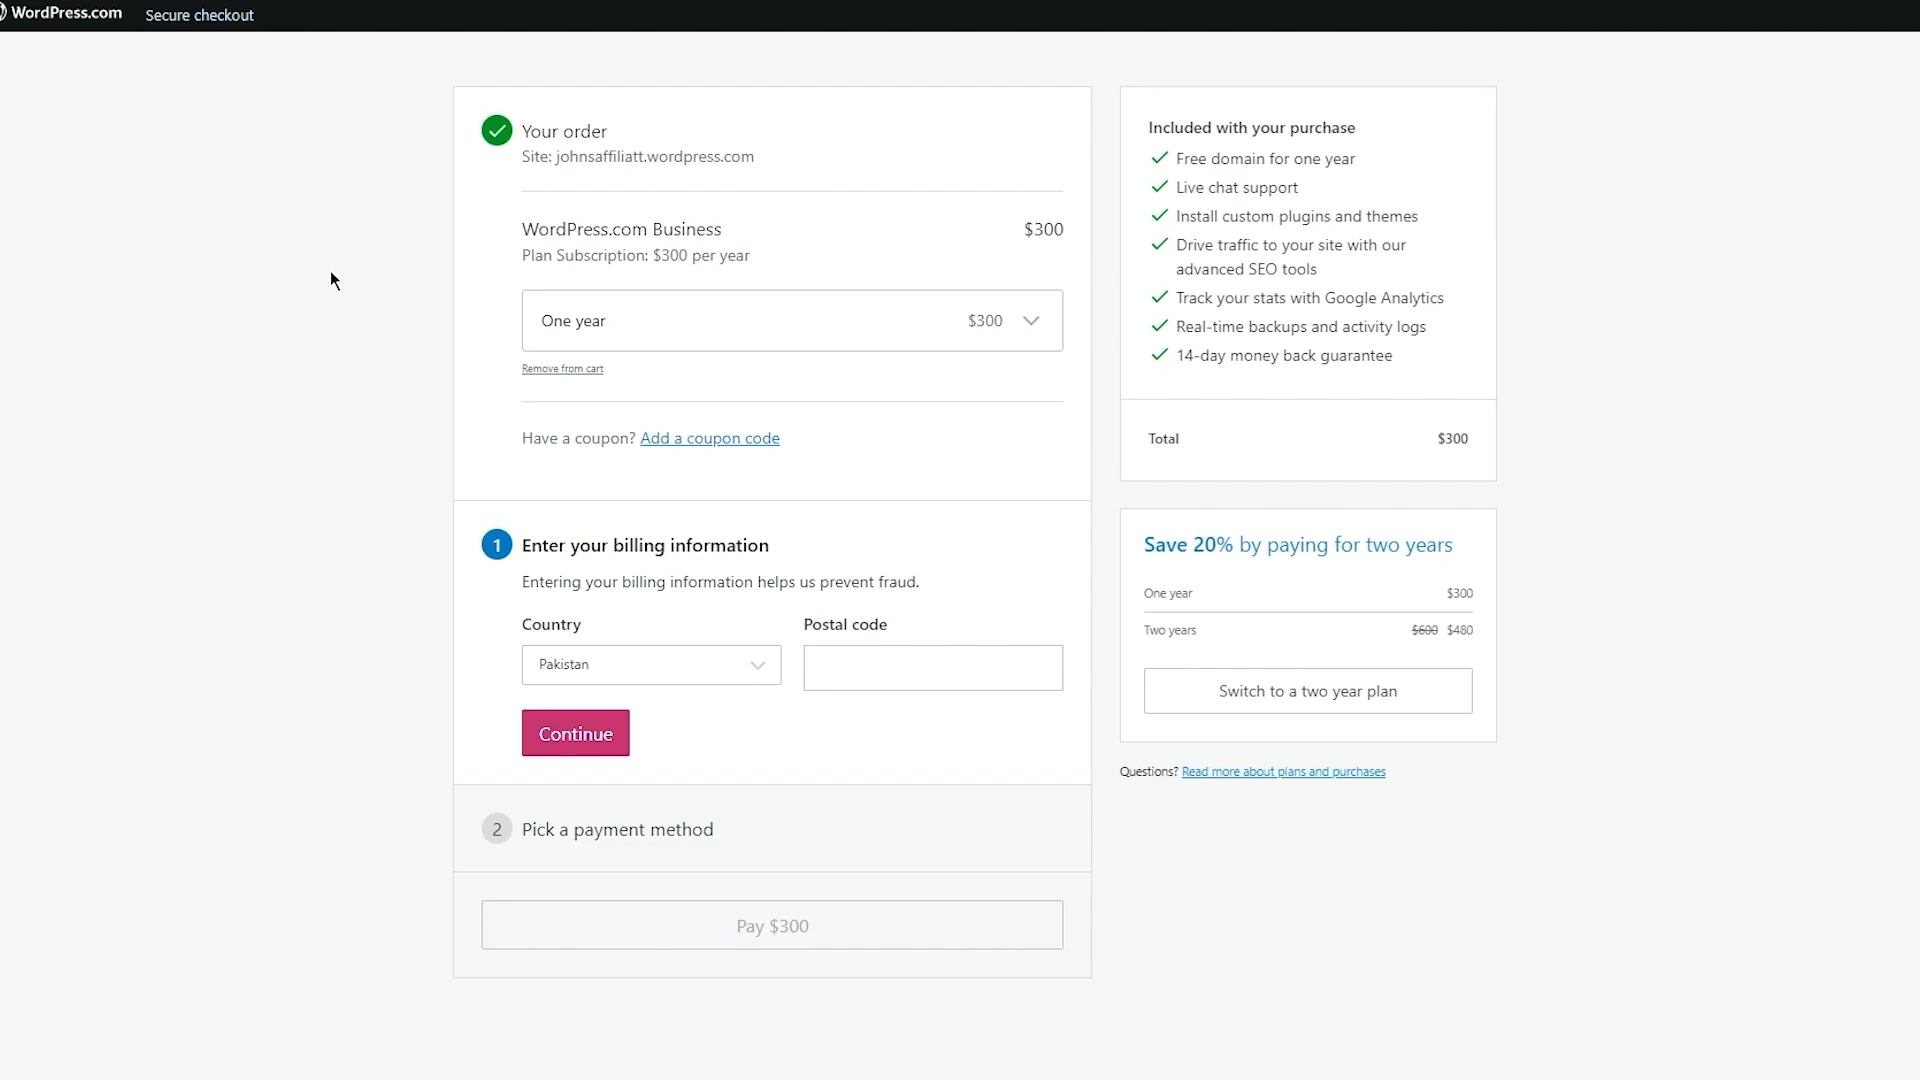 WordPress.com
Secure checkout
Your order
Site: johnsaffiliatt.wordpress.com
WordPress.com Business $300
Plan Subscription: $300 per year
One year $300
Remove from cart
Have a coupon? Add a coupon code
1 Enter your billing information
Entering your billing information helps us prevent fraud.
Country Postal code
Pakistan
Continue
2 Pick a payment method
Pay $300
Included with your purchase
Free domain for one year
Live chat support
Install custom plugins and themes
Drive traffic to your site with our
advanced SEO tools
Track your stats with Google Analytics
Real-time backups and activity logs
14-day money back guarantee
Total $300
Save 20% by paying for two years
One year $300
Two years $600 $480
Switch to a two year plan
Questions? Read more about plans and purchases